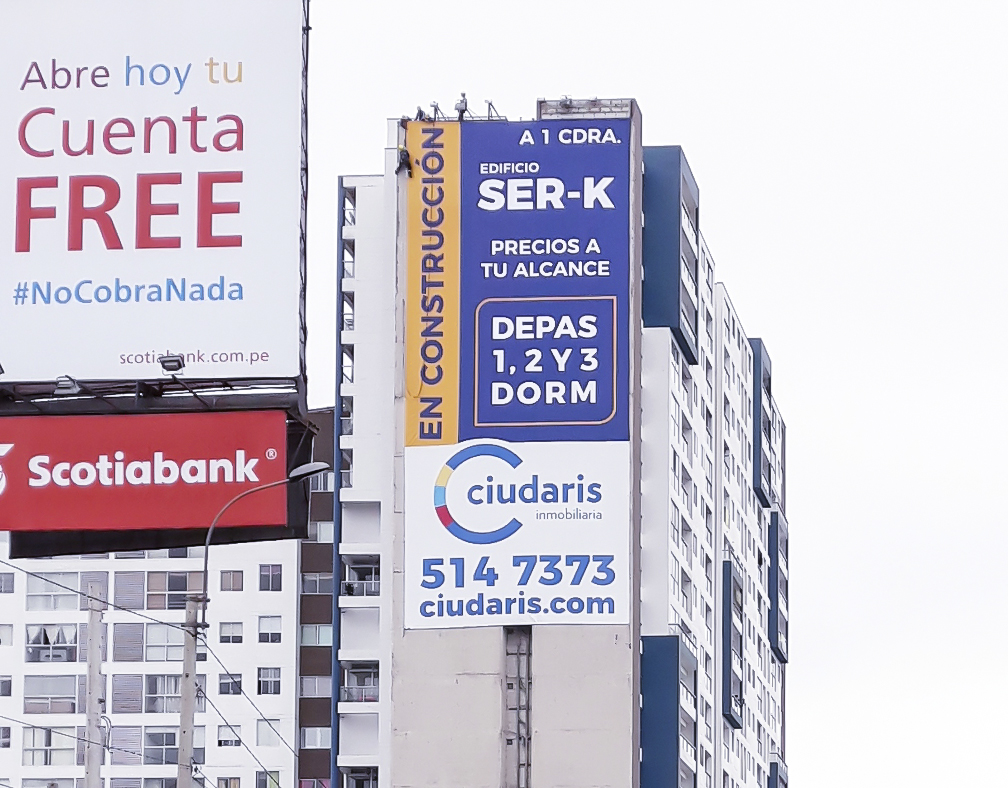 Abre hoy tu
Cuenta
FREE
#NoCobraNada
scotiabank.com.pe
Scotiabank®
EN CONSTRUCCIÓN
A 1 CDRA.
EDIFICIO
SER-K
PRECIOS A
TU ALCANCE
DEPAS
1, 2 Y 3
DORM
ciudaris
inmobiliaria
514 7373
ciudaris.com